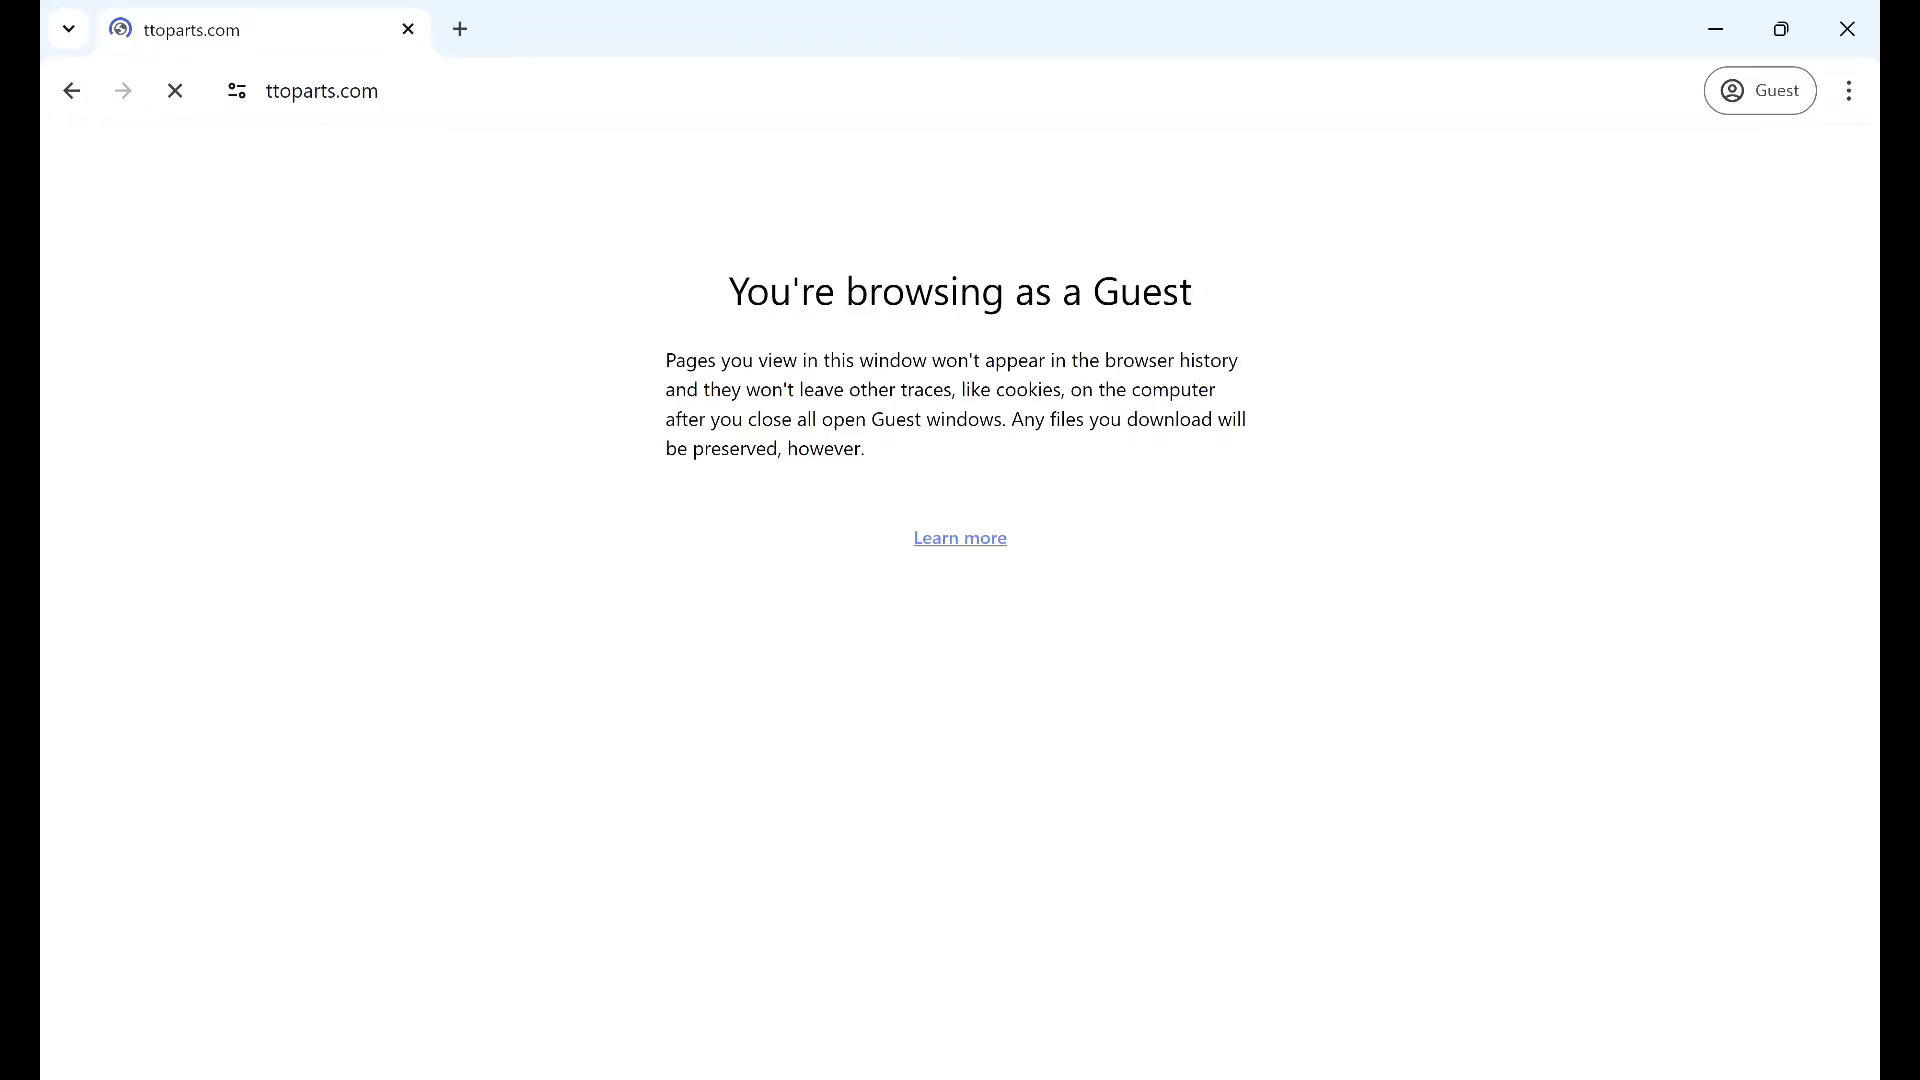 ttoparts.com
ttoparts.com
Guest
You're browsing as a Guest
Pages you view in this window won't appear in the browser history
and they won't leave other traces, like cookies, on the computer
after you close all open Guest windows. Any files you download will
be preserved, however.
Learn more